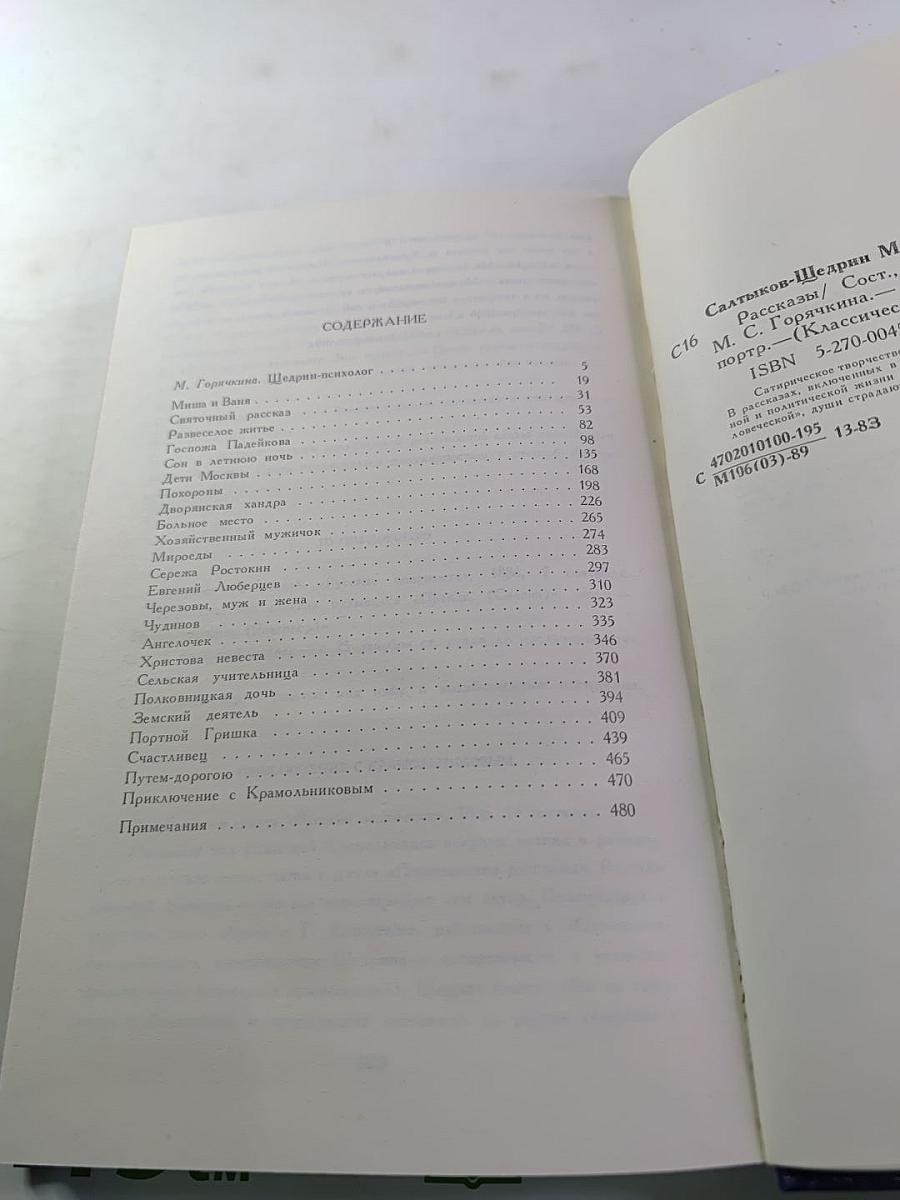 СОДЕРЖАНИЕ
М. Горячкина. Щедрин-психолог . . . . . . . . . . . . . . 5
Миша и Ваня . . . . . . . . . . . . . . 19
Святочный рассказ . . . . . . . . . . . . . . 31
Развеселое житье . . . . . . . . . . . . . . 53
Госпожа Падейкова . . . . . . . . . . . . . . 82
Сон в летнюю ночь . . . . . . . . . . . . . . 98
Дети Москвы . . . . . . . . . . . . . . 135
Похороны . . . . . . . . . . . . . . 168
Дворянская хандра . . . . . . . . . . . . . . 198
Больное место . . . . . . . . . . . . . . 226
Хозяйственный мужичок . . . . . . . . . . . . . . 265
Мироеды . . . . . . . . . . . . . . 274
Сережа Ростокин . . . . . . . . . . . . . . 283
Евгений Люберцев . . . . . . . . . . . . . . 297
Черезовы, муж и жена . . . . . . . . . . . . . . 310
Чудинов . . . . . . . . . . . . . . 323
Ангелочек . . . . . . . . . . . . . . 335
Христова невеста . . . . . . . . . . . . . . 346
Сельская учительница . . . . . . . . . . . . . . 370
Полковницкая дочь . . . . . . . . . . . . . . 381
Земский деятель . . . . . . . . . . . . . . 394
Портной Гришка . . . . . . . . . . . . . . 409
Счастливец . . . . . . . . . . . . . . 439
Путем-дорогою . . . . . . . . . . . . . . 465
Приключение с Крамольниковым . . . . . . . . . . . . . . 470
Примечания . . . . . . . . . . . . . . 480
Салтыков-Щедрин М
С16 Рассказы/ Сост.,
М. С. Горячкина.—
портр.—(Классичес
ISBN 5-270-004
Сатирическое творчестве
В рассказах, включенных в
ной и политической жизни
ловеческой», души страдаю
С 4702010100-195 13-83
М106(03)-89
см